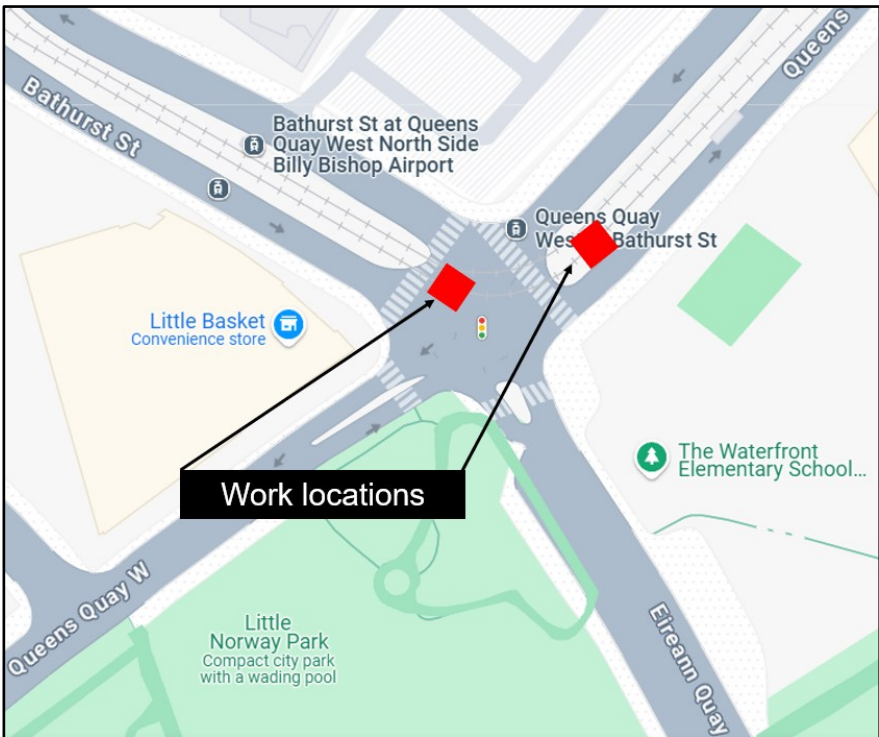 Queens
Bathurst St
Bathurst St at Queens
Quay West North Side
Billy Bishop Airport
Queens Quay
Wes Bathurst St
Little Basket
Convenience store
The Waterfront
Elementary School...
Work locations
Queens Quay W
Little
Norway Park
Compact city park
with a wading pool
Eireann Quay